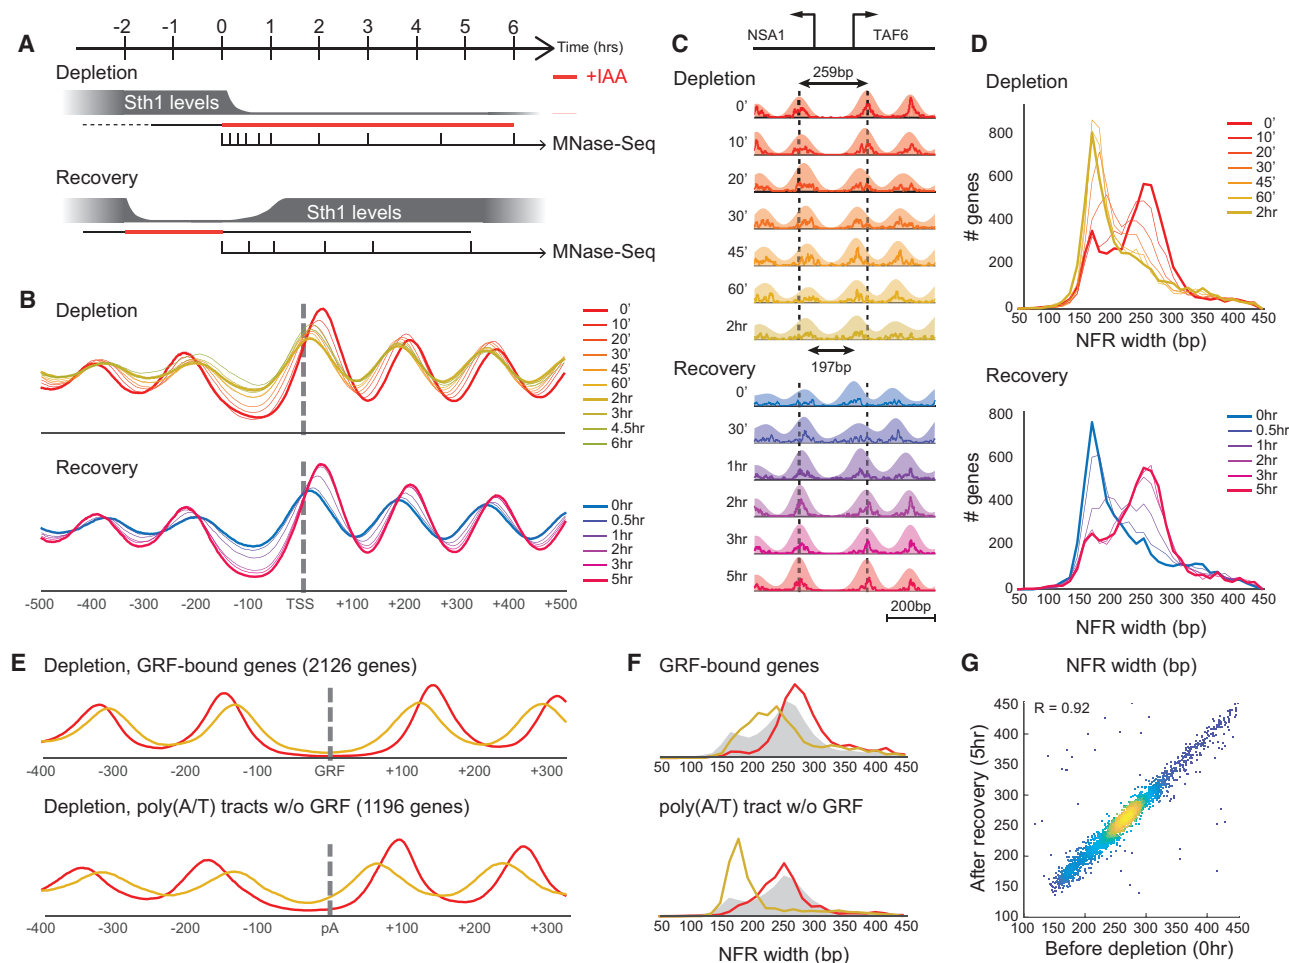 A
-2 -1 0 1 2 3 4 5 6
Time (hrs)
Depletion
+IAA
Sth1 levels
MNase-Seq
Recovery
Sth1 levels
MNase-Seq
B
Depletion
0'
10'
20'
30'
45'
60'
2hr
3hr
4.5hr
6hr
Recovery
0hr
0.5hr
1hr
2hr
3hr
5hr
-500 -400 -300 -200 -100 TSS +100 +200 +300 +400 +500
C
NSA1
TAF6
Depletion
259bp
0'
10'
20'
30'
45'
60'
2hr
197bp
Recovery
0'
30'
1hr
2hr
3hr
5hr
200bp
D
Depletion
# genes
800
600
400
200
0
50 100 150 200 250 300 350 400 450
NFR width (bp)
0'
10'
20'
30'
45'
60'
2hr
Recovery
# genes
800
600
400
200
0
50 100 150 200 250 300 350 400 450
NFR width (bp)
0hr
0.5hr
1hr
2hr
3hr
5hr
E
Depletion, GRF-bound genes (2126 genes)
-400 -300 -200 -100 GRF +100 +200 +300
Depletion, poly(A/T) tracts w/o GRF (1196 genes)
-400 -300 -200 -100 pA +100 +200 +300
F
GRF-bound genes
50 100 150 200 250 300 350 400 450
poly(A/T) tract w/o GRF
50 100 150 200 250 300 350 400 450
NFR width (bp)
G
NFR width (bp)
R = 0.92
After recovery (5hr)
450
400
350
300
250
200
150
100
100 150 200 250 300 350 400 450
Before depletion (0hr)